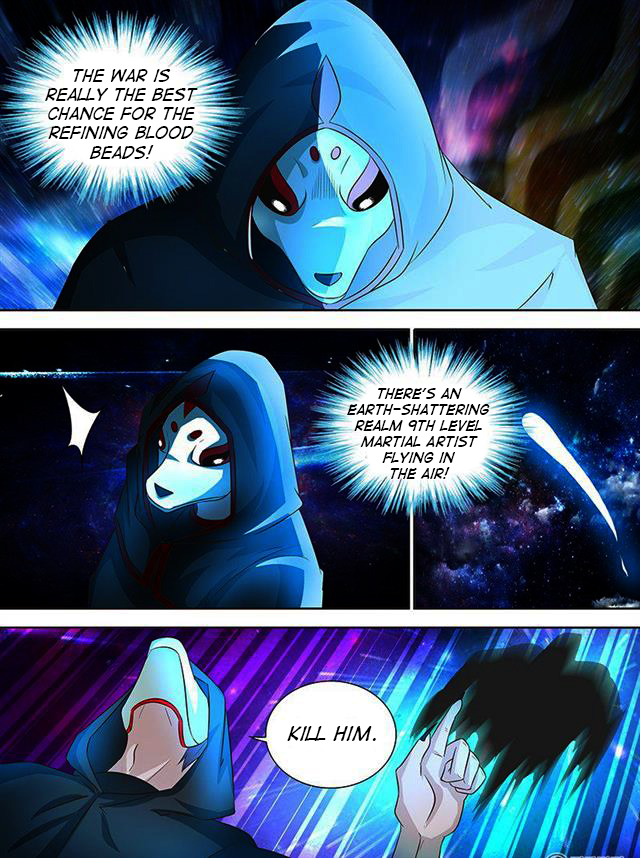 THE WAR IS
REALLY THE BEST
CHANCE FOR THE
REFINING BLOOD
BEADS!
THERE'S AN
EARTH-SHATTERING
REALM 9TH LEVEL
MARTIAL ARTIST
FLYING IN
THE AIR!
KILL HIM.